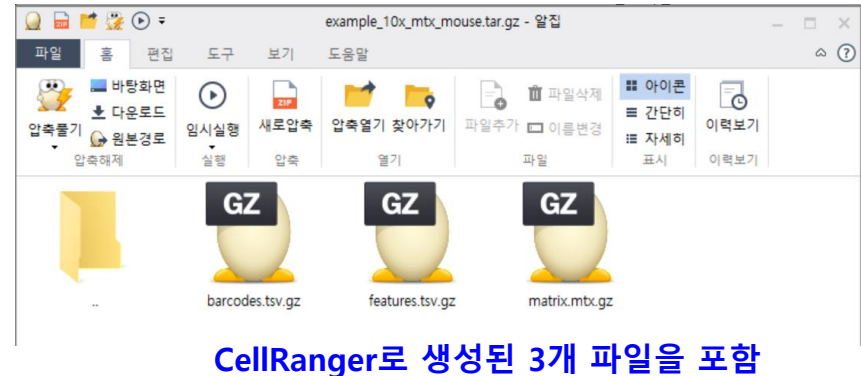 example_10x_mtx_mouse.tar.gz - 알집
파일 홈 편집 도구 보기 도움말
압축풀기 바탕화면 다운로드 원본경로 임시실행 새로압축 압축열기 찾아가기 파일추가 파일삭제 이름변경 아이콘 간단히 자세히 이력보기
압축해제 실행 압축 열기 파일 표시 이력보기
ZIP
ZIP
GZ GZ GZ
.. barcodes.tsv.gz features.tsv.gz matrix.mtx.gz
CellRanger로 생성된 3개 파일을 포함